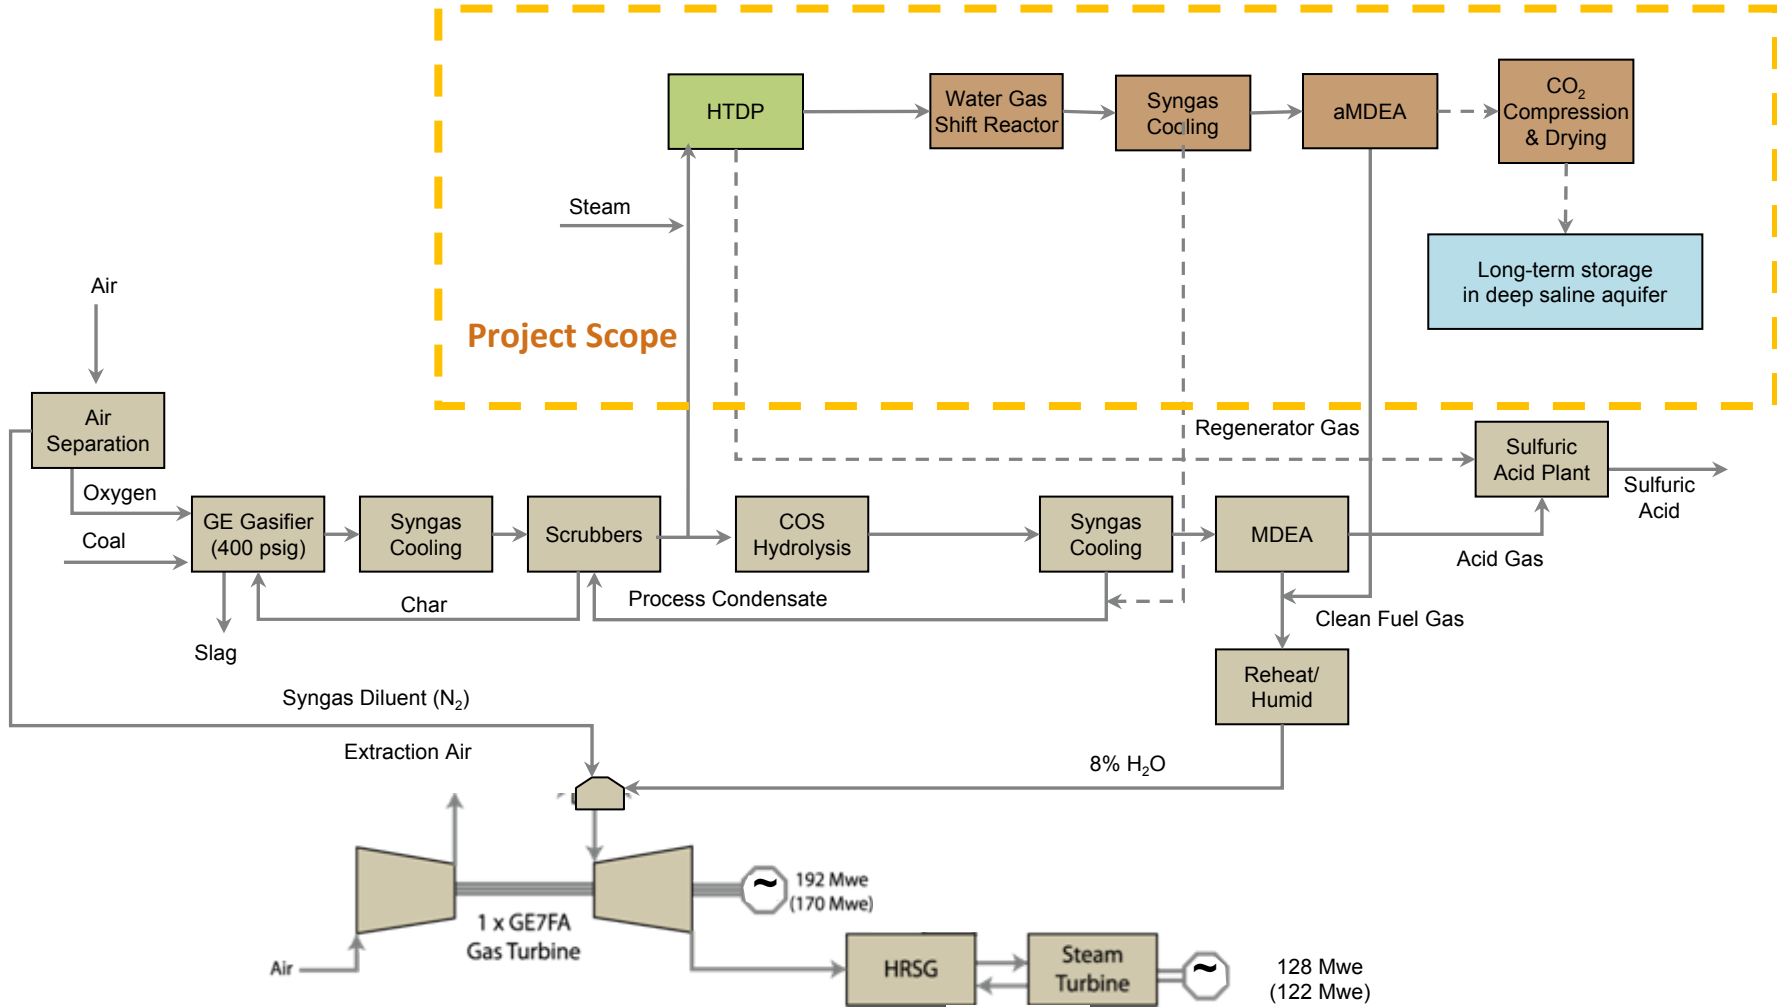 HTDP
Water Gas
Shift Reactor
Syngas
Cooling
aMDEA
CO₂
Compression
& Drying
Steam
Long-term storage
in deep saline aquifer
Air
Project Scope
Air
Separation
Regenerator Gas
Sulfuric
Acid Plant
Sulfuric
Acid
Oxygen
Coal
GE Gasifier
(400 psig)
Syngas
Cooling
Scrubbers
COS
Hydrolysis
Syngas
Cooling
MDEA
Acid Gas
Char
Process Condensate
Clean Fuel Gas
Slag
Reheat/
Humid
Syngas Diluent (N₂)
Extraction Air
8% H₂O
~
192 Mwe
(170 Mwe)
1 x GE7FA
Gas Turbine
Air
HRSG
Steam
Turbine
~
128 Mwe
(122 Mwe)